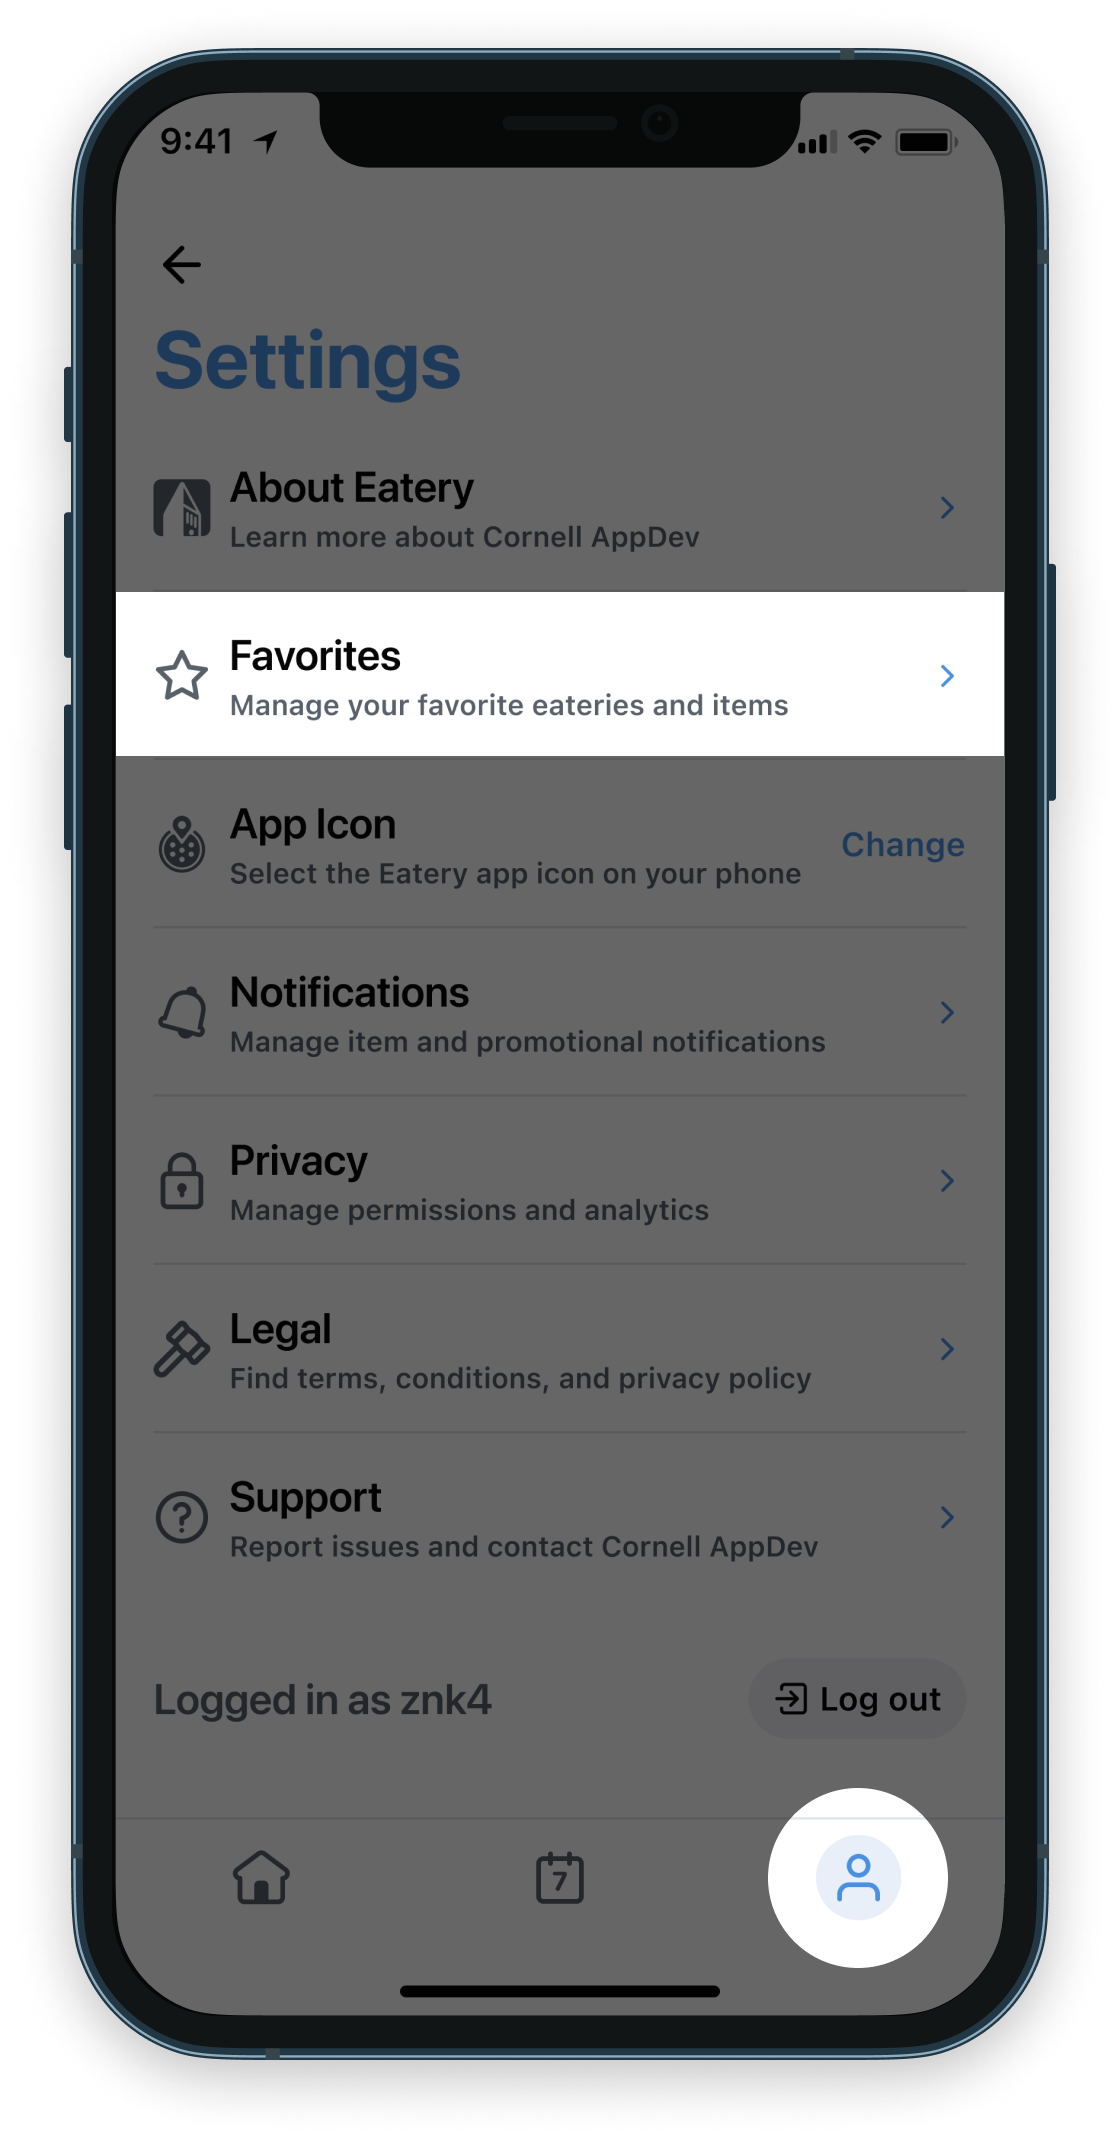 9:41
Settings
About Eatery
Learn more about Cornell AppDev
Favorites
Manage your favorite eateries and items
App Icon
Select the Eatery app icon on your phone
Change
Notifications
Manage item and promotional notifications
Privacy
Manage permissions and analytics
Legal
Find terms, conditions, and privacy policy
Support
Report issues and contact Cornell AppDev
Logged in as znk4
Log out
7